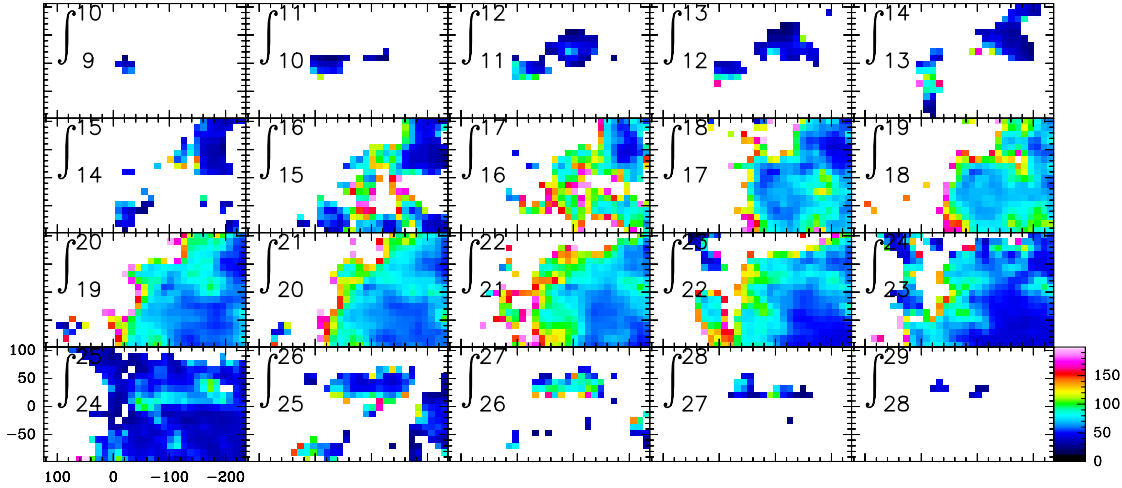 ∫ 10 ∫ 11 ∫ 12 ∫ 13 ∫ 14
9 10 11 12 13
∫ 15 ∫ 16 ∫ 17 ∫ 18 ∫ 19
14 15 16 17 18
∫ 20 ∫ 21 ∫ 22 ∫ 23 ∫ 24
19 20 21 22 23
∫ 25 ∫ 26 ∫ 27 ∫ 28 ∫ 29
24 25 26 27 28
100
50
0
−50
100 0 −100 −200
150
100
50
0